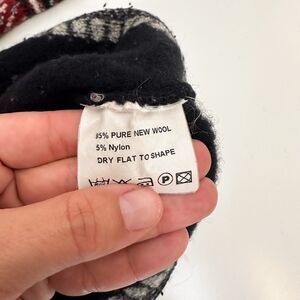 95% PURE NEW WOOL
5% Nylon
DRY FLAT TO SHAPE
P